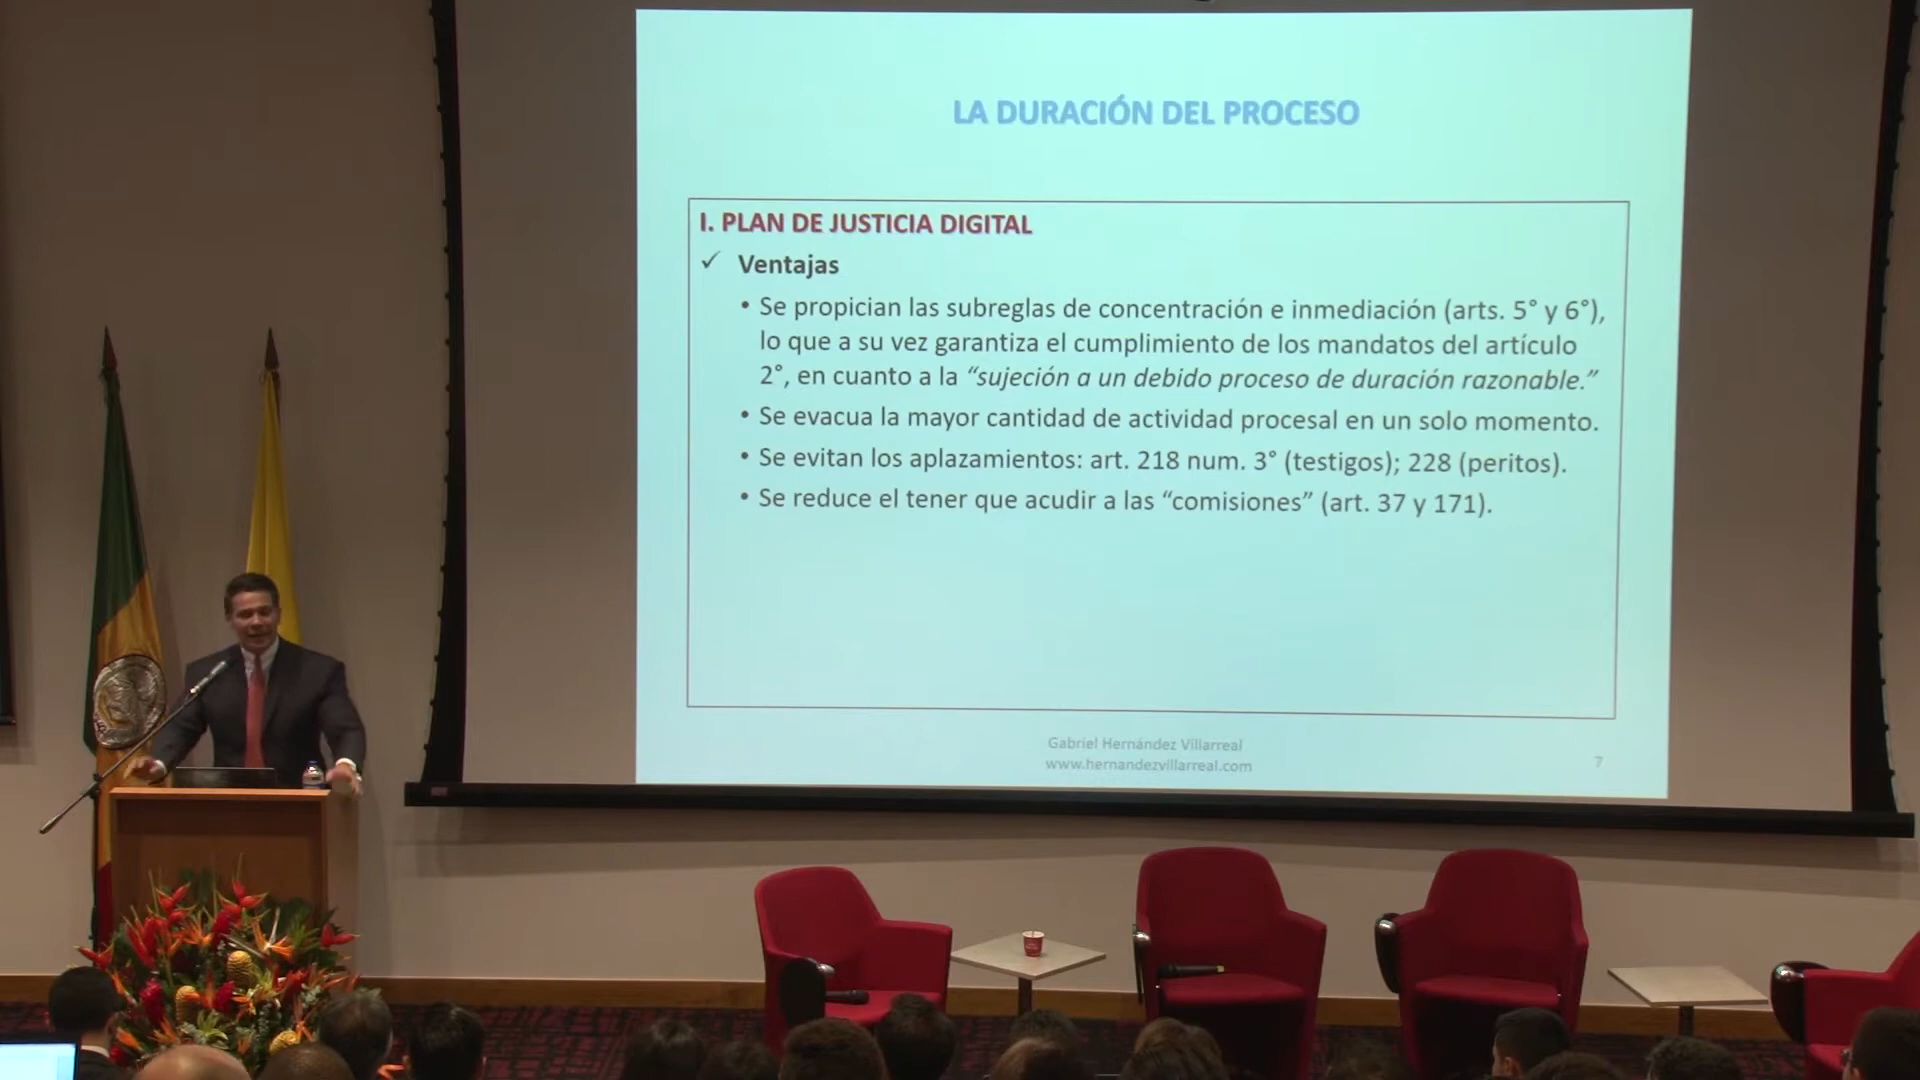 LA DURACIÓN DEL PROCESO
I. PLAN DE JUSTICIA DIGITAL
✓ Ventajas
• Se propician las subreglas de concentración e inmediación (arts. 5° y 6°),
lo que a su vez garantiza el cumplimiento de los mandatos del artículo
2°, en cuanto a la “sujeción a un debido proceso de duración razonable.”
• Se evacua la mayor cantidad de actividad procesal en un solo momento.
• Se evitan los aplazamientos: art. 218 num. 3° (testigos); 228 (peritos).
• Se reduce el tener que acudir a las “comisiones” (art. 37 y 171).
Gabriel Hernández Villarreal
www.hernandezvillarreal.com
7